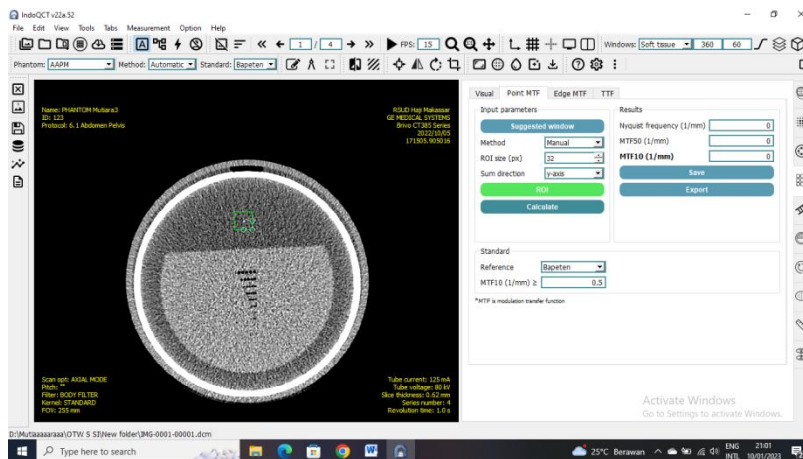 IndoQCT v22a.52
File Edit View Tools Tabs Measurement Option Help
1 / 4 FPS: 15 Windows: Soft tissue 360 60
Phantom: AAPM Method: Automatic Standard: Bapeten
Name: PHANTOM Mutiara3
ID: 123
Protocol: 6.1 Abdomen Pelvis
RSUD Haji Makassar
GE MEDICAL SYSTEMS
Brivo CT385 Series
2022/10/05
171505.905016
Scan opt: AXIAL MODE
Pitch: ""
Filter: BODY FILTER
Kernel: STANDARD
FOV: 253 mm
Tube current: 125 mA
Tube voltage: 80 kV
Slice thickness: 0.62 mm
Series number: 4
Revolution time: 1.0 s
Visual Point MTF Edge MTF TTF
Input parameters
Suggested window
Method Manual
ROI size (px) 32
Sum direction y-axis
ROI
Calculate
Results
Nyquist frequency (1/mm) 0
MTF50 (1/mm) 0
MTF10 (1/mm) 0
Save
Export
Standard
Reference Bapeten
MTF10 (1/mm) ≥ 0.5
*MTF is modulation transfer function
Activate Windows
Go to Settings to activate Windows.
D:\Mutaaaaaraaa\OTW S SI\New folder\IMG-0001-00001.dcm
Type here to search
25°C Berawan
ENG
INTL
21:01
10/01/2023